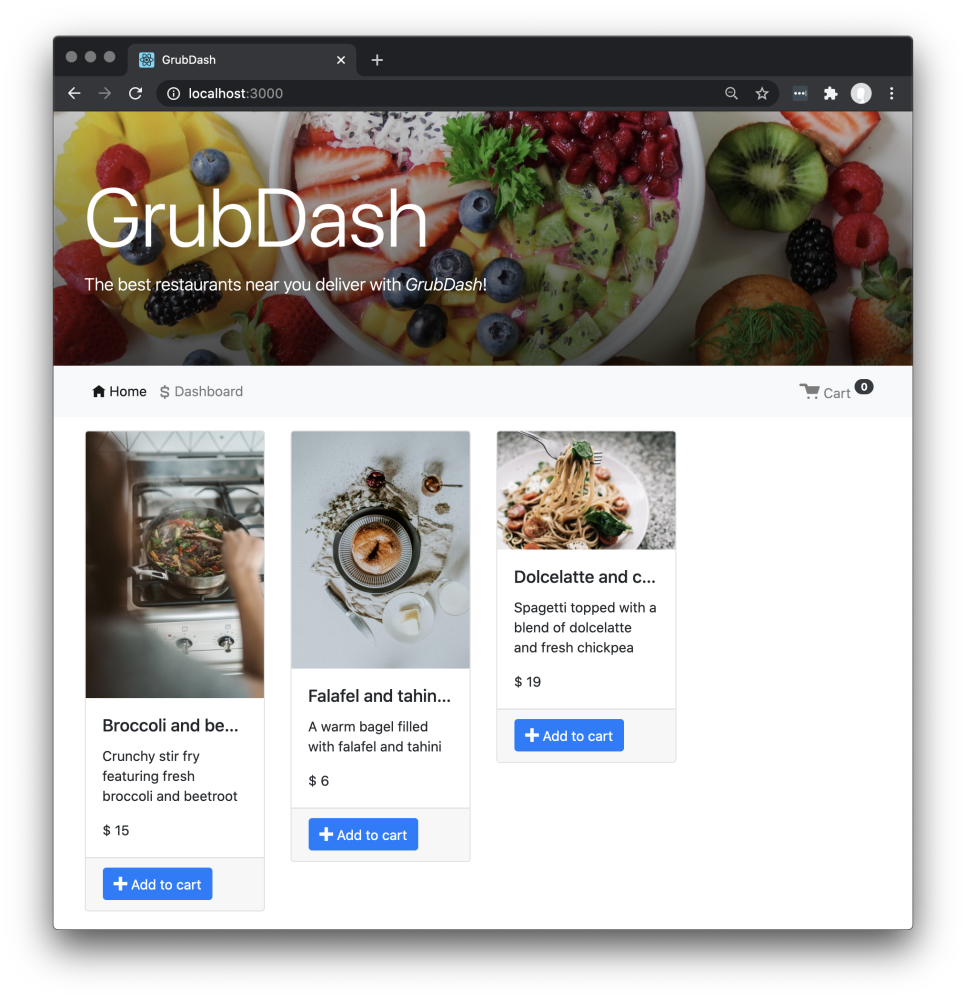 GrubDash
localhost:3000
GrubDash
The best restaurants near you deliver with GrubDash!
Home
$ Dashboard
Cart 0
Broccoli and be...
Crunchy stir fry
featuring fresh
broccoli and beetroot
$ 15
Add to cart
Falafel and tahin...
A warm bagel filled
with falafel and tahini
$ 6
Add to cart
Dolcelatte and c...
Spagetti topped with a
blend of dolcelatte
and fresh chickpea
$ 19
Add to cart